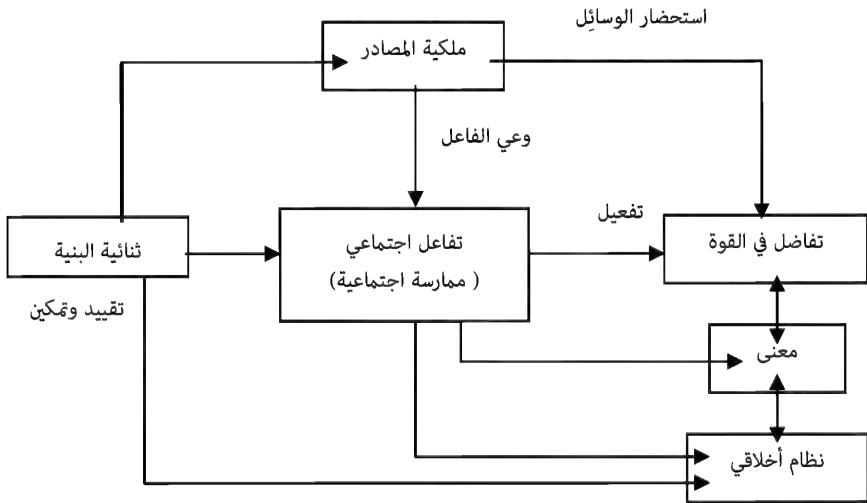 استحضار الوسائِل
ملكية المصادر
وعي الفاعل
ثنائية البنية
تفاعل اجتماعي
( ممارسة اجتماعية)
تفعيل
تفاضل في القوة
تقييد وتمكين
معنى
نظام أخلاقي